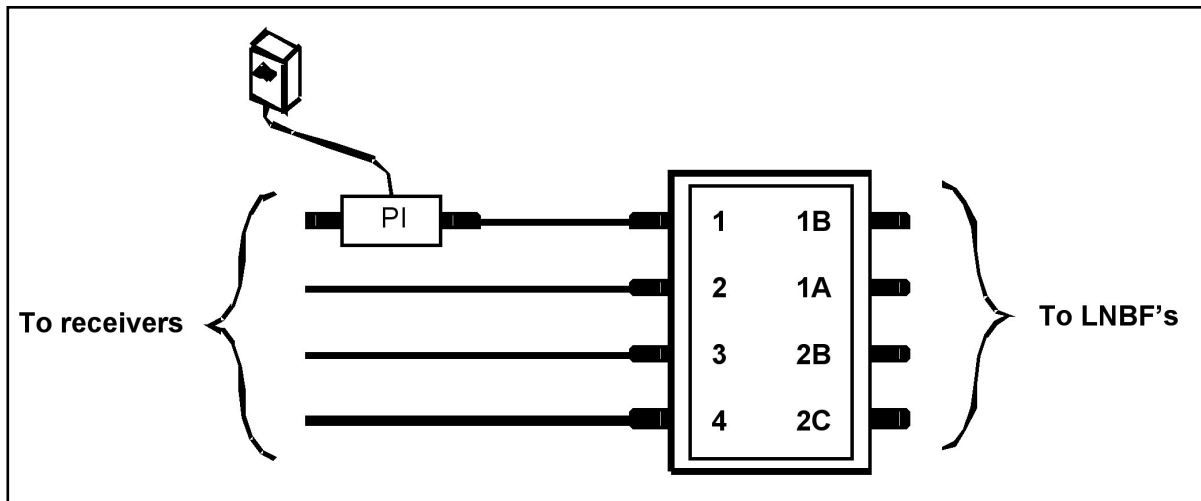 PI
1 1B
2 1A
To receivers
To LNBF's
3 2B
4 2C